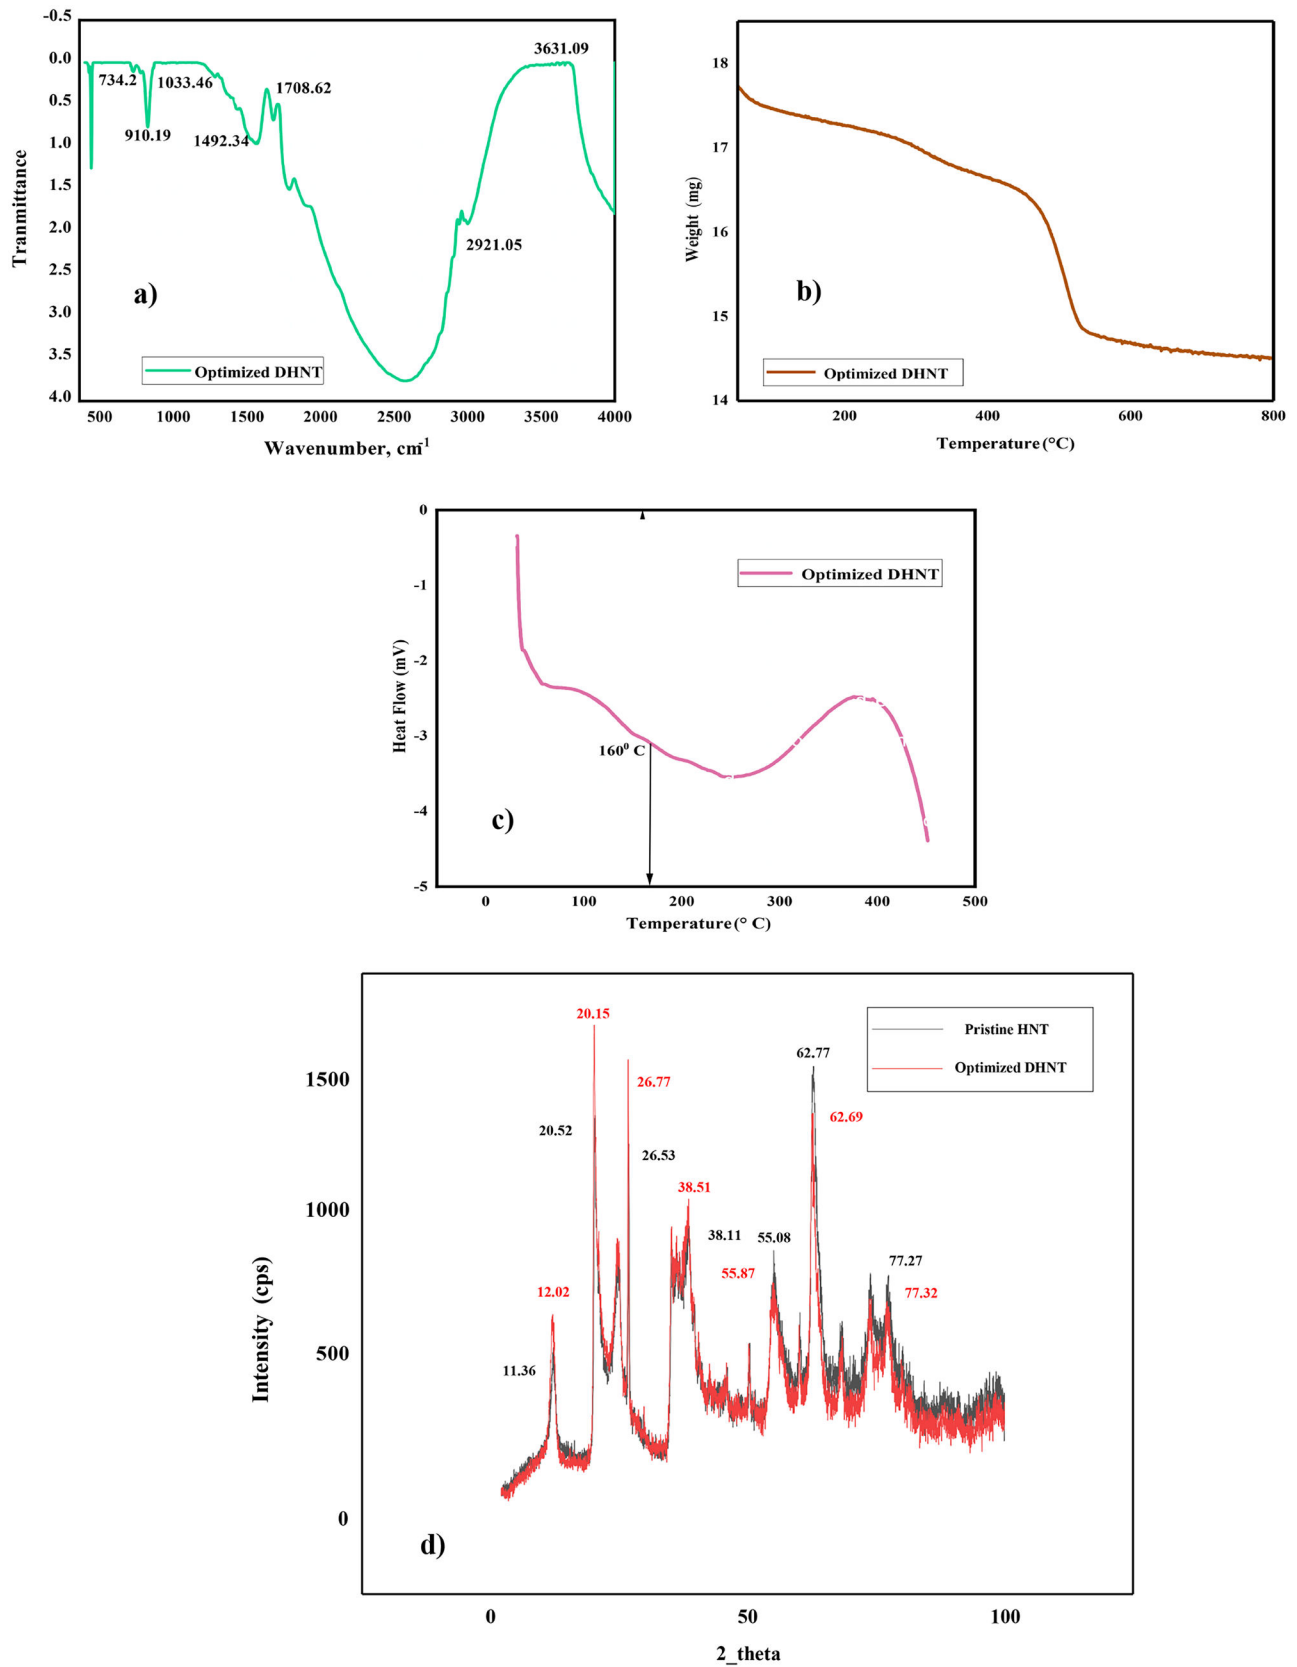 -0.5
0.0
0.5
1.0
1.5
2.0
2.5
3.0
3.5
4.0
Tranmittance
734.2
910.19
1033.46
1492.34
1708.62
2921.05
3631.09
a)
Optimized DHNT
500 1000 1500 2000 2500 3000 3500 4000
Wavenumber, cm-1
18
17
16
15
14
Weight (mg)
b)
Optimized DHNT
200 400 600 800
Temperature (°C)
0
-1
-2
-3
-4
-5
Heat Flow (mV)
Optimized DHNT
160⁰ C
c)
0 100 200 300 400 500
Temperature (° C)
1500
1000
500
0
Intensity (cps)
Pristine HNT
Optimized DHNT
20.15
62.77
26.77
62.69
20.52
26.53
38.51
38.11
55.08
77.27
55.87
12.02
77.32
11.36
d)
0 50 100
2_theta